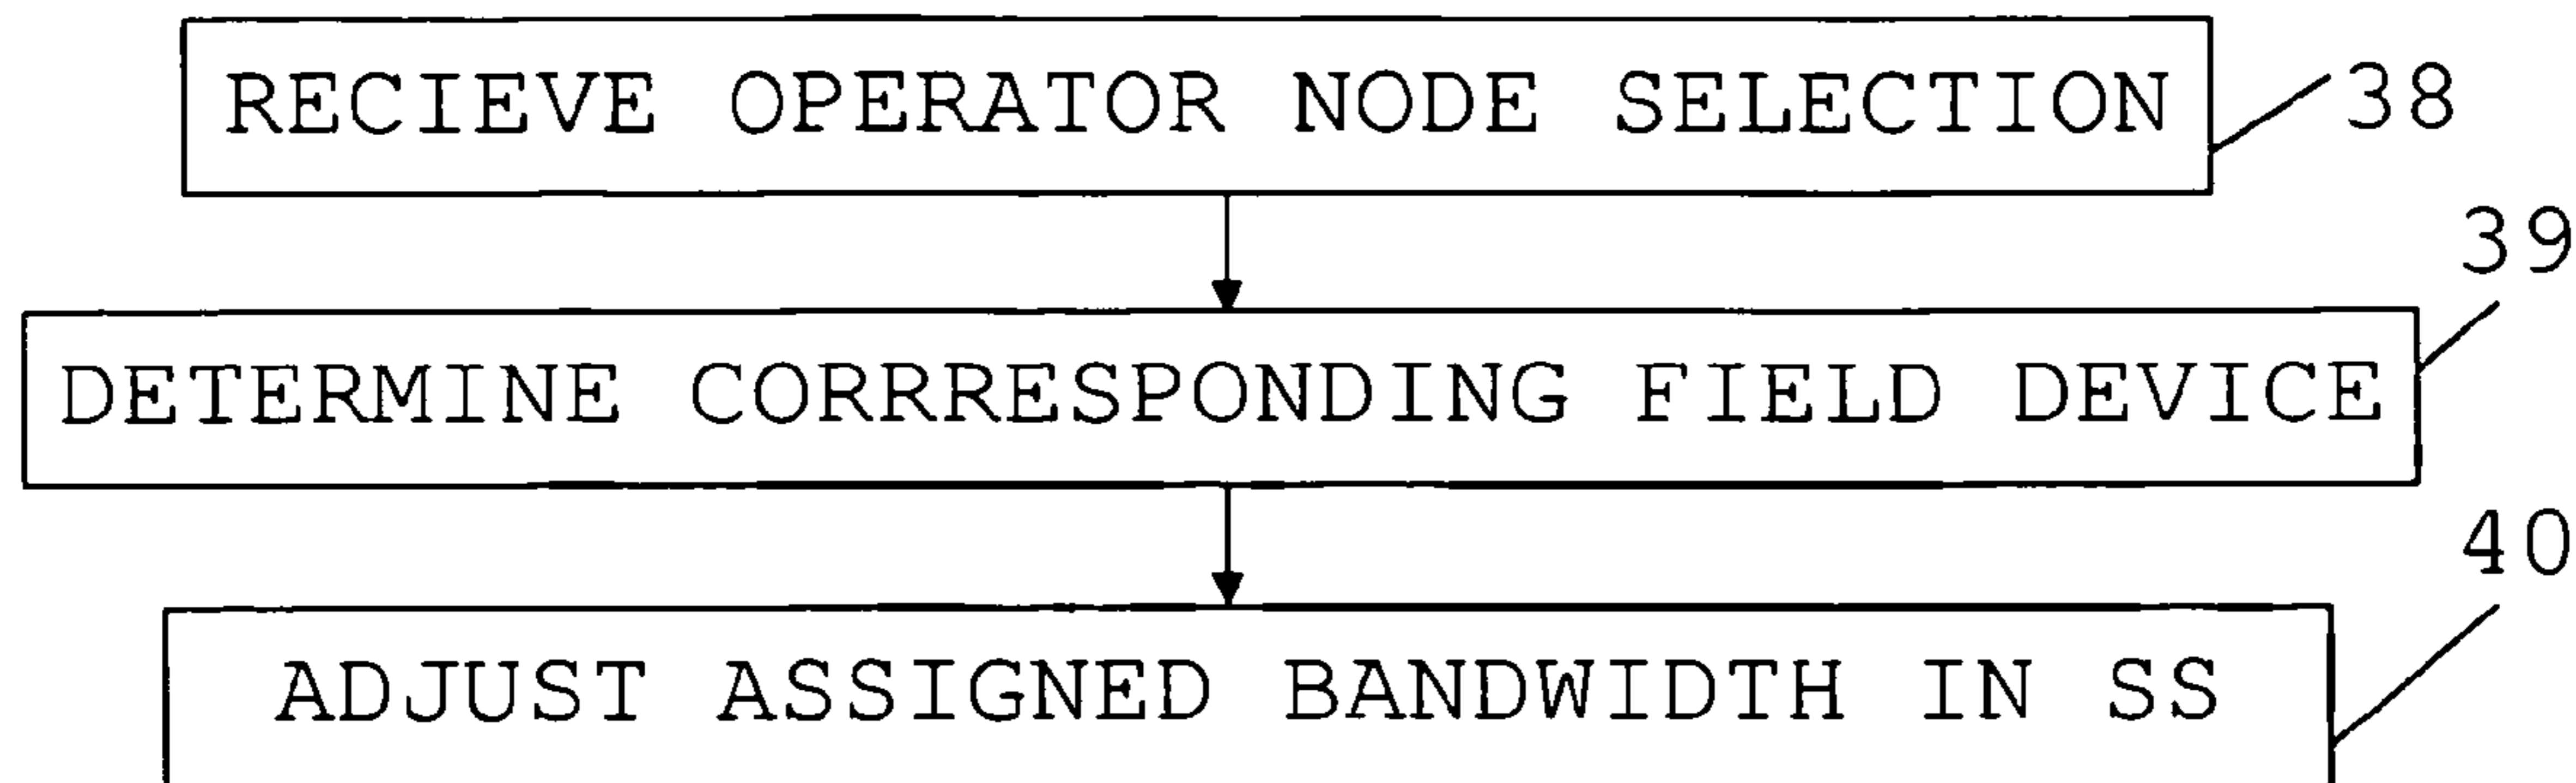 RECIEVE OPERATOR NODE SELECTION
38
39
DETERMINE CORRRESPONDING FIELD DEVICE
40
ADJUST ASSIGNED BANDWIDTH IN SS